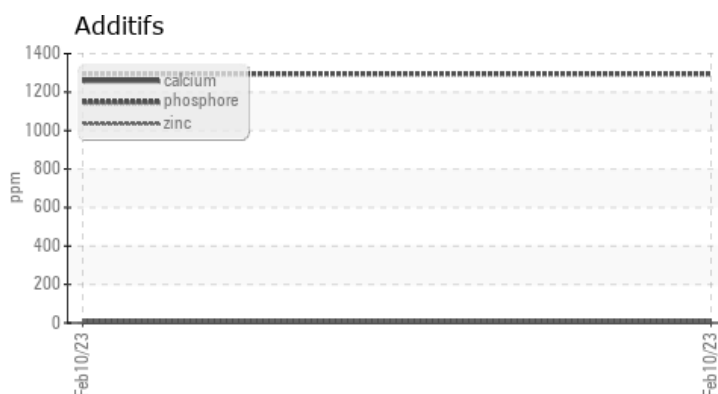 Additifs
1400
1200
1000
800
600
400
200
0
ppm
calcium
phosphore
zinc
Feb10/23
Feb10/23